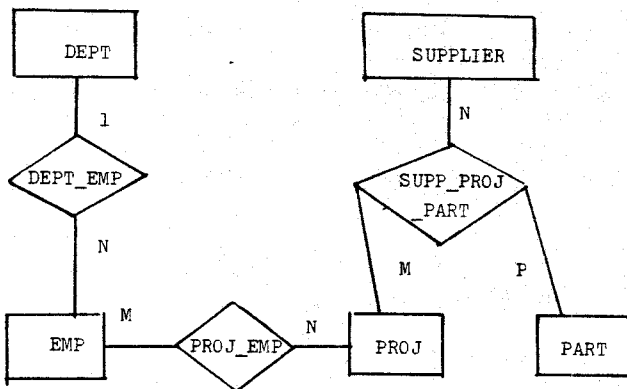 DEPT
SUPPLIER
1
N
DEPT_EMP
SUPP_PROJ
_PART
N
M
P
M
N
EMP
PROJ_EMP
PROJ
PART